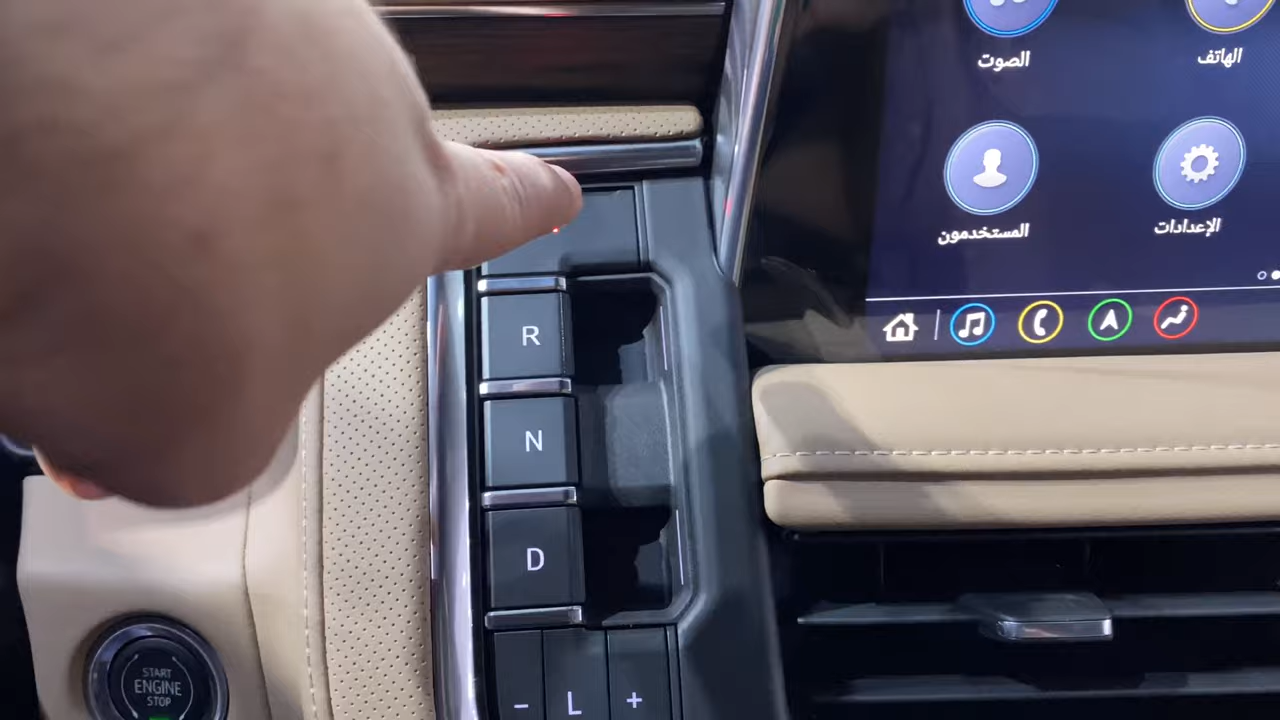 الصوت
الهاتف
المستخدمون
الإعدادات
R
N
D
START
ENGINE
STOP
- L +